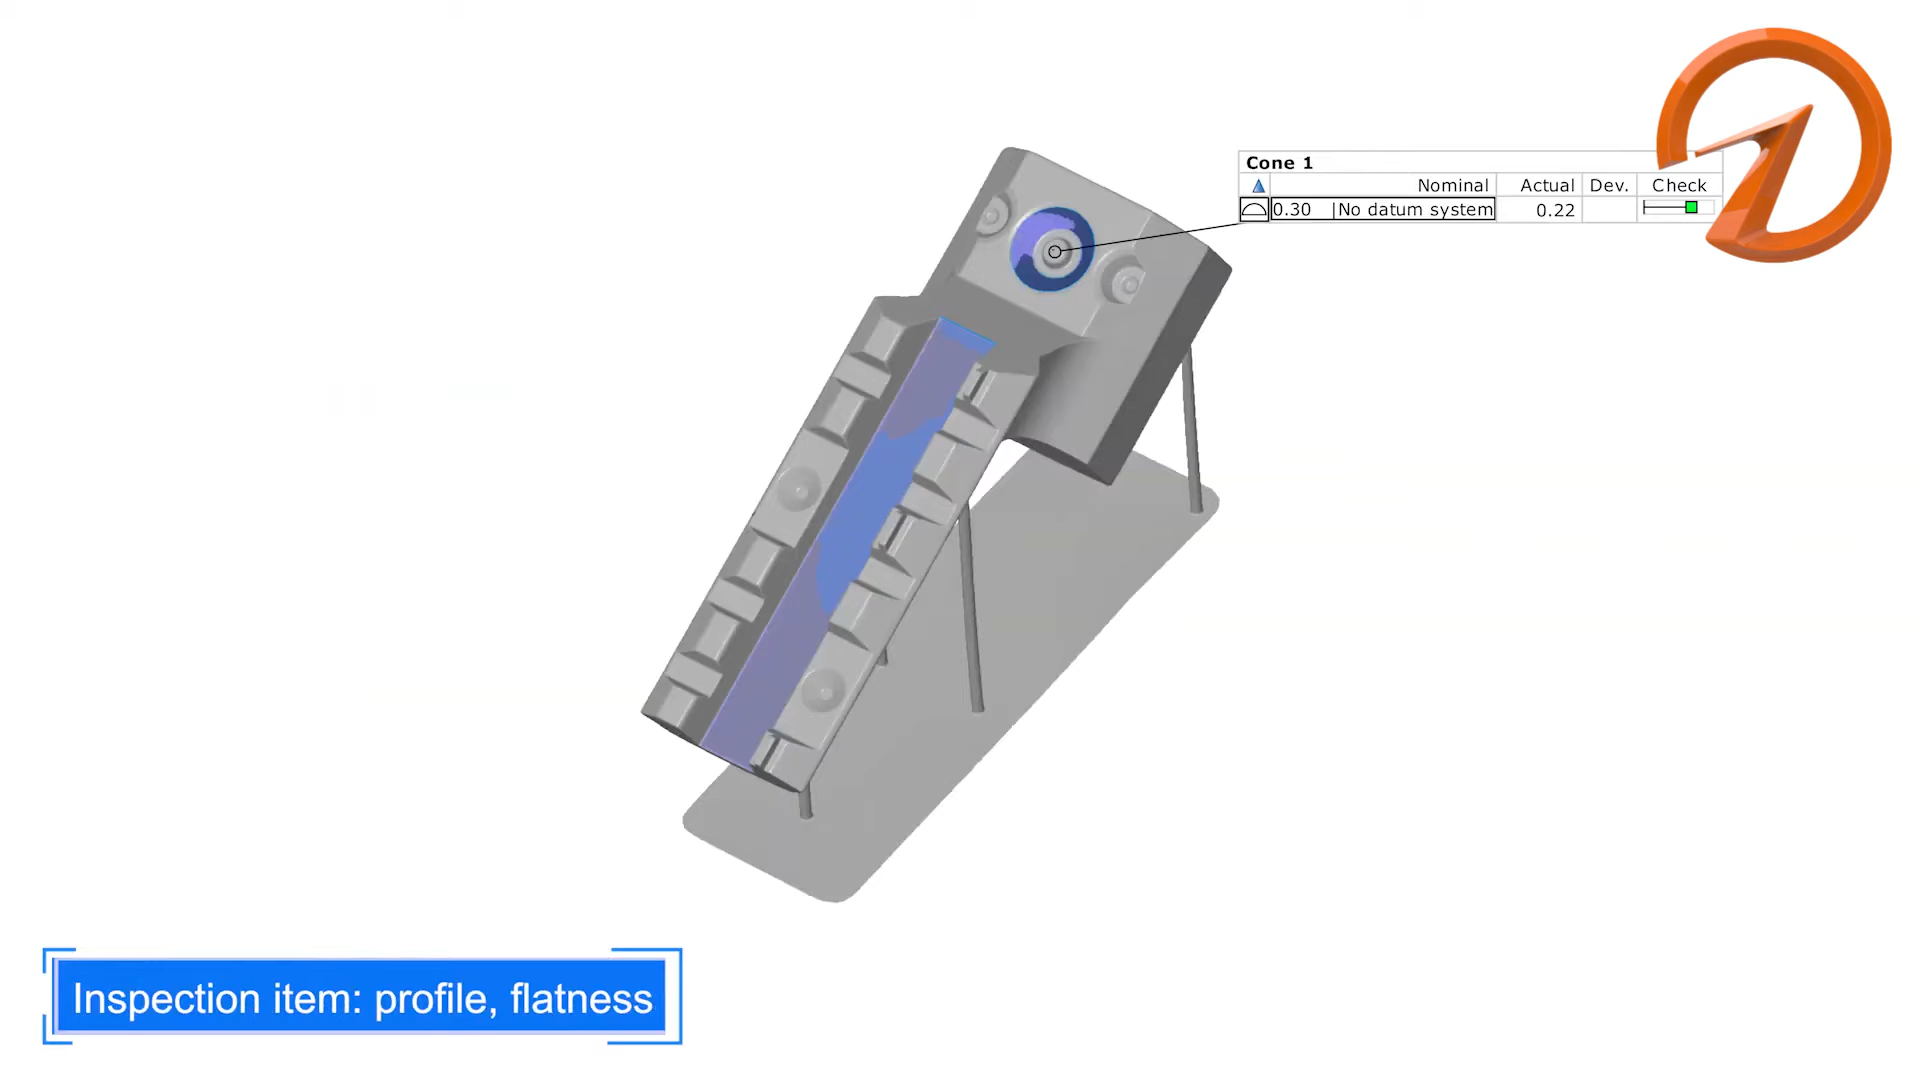 Cone 1
Nominal Actual Dev. Check
0.30 |No datum system 0.22
Inspection item: profile, flatness